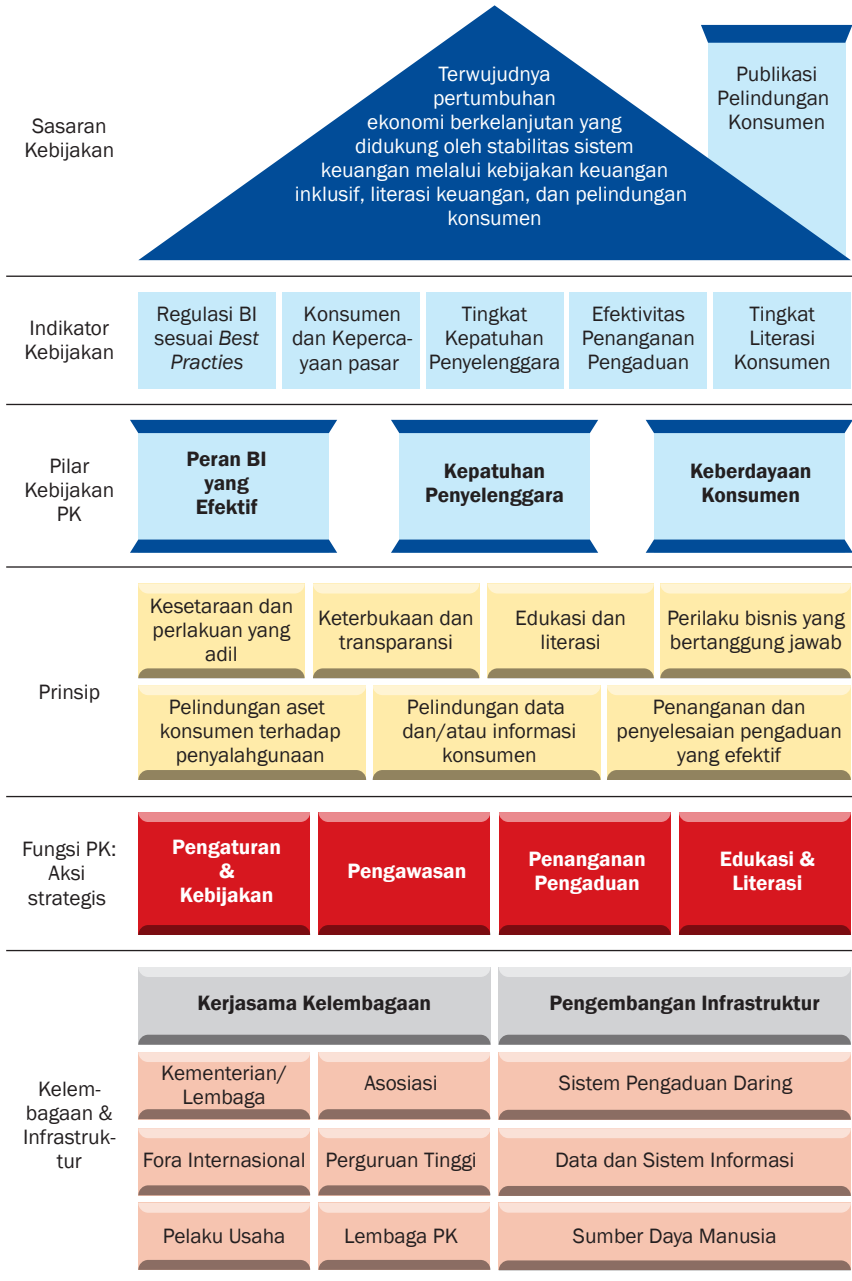 Sasaran
Kebijakan
Terwujudnya
pertumbuhan
ekonomi berkelanjutan yang
didukung oleh stabilitas sistem
keuangan melalui kebijakan keuangan
inklusif, literasi keuangan, dan pelindungan
konsumen
Publikasi
Pelindungan
Konsumen
Indikator
Kebijakan
Regulasi BI
sesuai Best
Practies
Konsumen
dan Keperca-
yaan pasar
Tingkat
Kepatuhan
Penyelenggara
Efektivitas
Penanganan
Pengaduan
Tingkat
Literasi
Konsumen
Pilar
Kebijakan
PK
Peran BI
yang
Efektif
Kepatuhan
Penyelenggara
Keberdayaan
Konsumen
Prinsip
Kesetaraan dan
perlakuan yang
adil
Keterbukaan dan
transparansi
Edukasi dan
literasi
Perilaku bisnis yang
bertanggung jawab
Pelindungan aset
konsumen terhadap
penyalahgunaan
Pelindungan data
dan/atau informasi
konsumen
Penanganan dan
penyelesaian pengaduan
yang efektif
Fungsi PK:
Aksi
strategis
Pengaturan
&
Kebijakan
Pengawasan
Penanganan
Pengaduan
Edukasi &
Literasi
Kelem-
bagaan &
Infrastruk-
tur
Kerjasama Kelembagaan
Pengembangan Infrastruktur
Kementerian/
Lembaga
Asosiasi
Sistem Pengaduan Daring
Fora Internasional
Perguruan Tinggi
Data dan Sistem Informasi
Pelaku Usaha
Lembaga PK
Sumber Daya Manusia